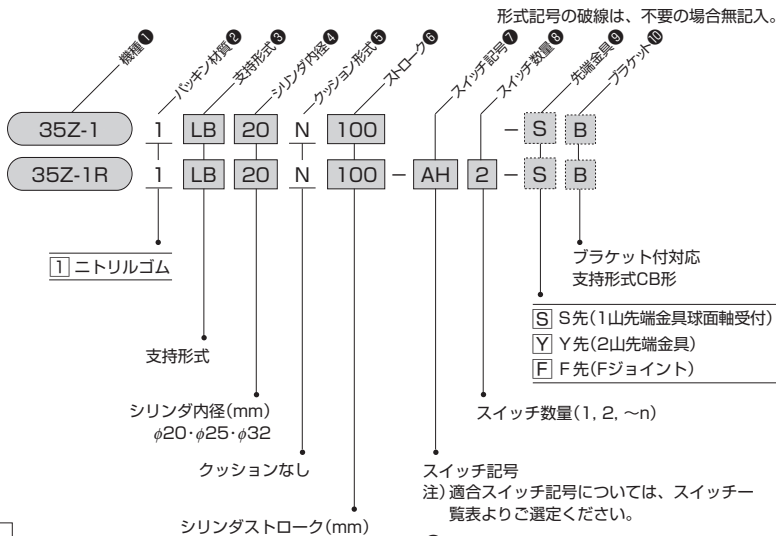 形式記号の破線は、不要の場合無記入。
機種❶
パッキン材質❷
支持形式❸
シリンダ内径❹
クッション形式❺
ストローク❻
スイッチ記号❼
スイッチ数量❽
先端金具❾
ブラケット❿
35Z-1 1 LB 20 N 100 - S B
35Z-1R 1 LB 20 N 100 - AH 2 - S B
1 ニトリルゴム
ブラケット付対応
支持形式CB形
S S先(1山先端金具球面軸受付)
Y Y先(2山先端金具)
F F先(Fジョイント)
支持形式
シリンダ内径(mm)
φ20・φ25・φ32
スイッチ数量(1, 2, ～n)
クッションなし
スイッチ記号
注)適合スイッチ記号については、スイッチ一
覧表よりご選定ください。
シリンダストローク(mm)